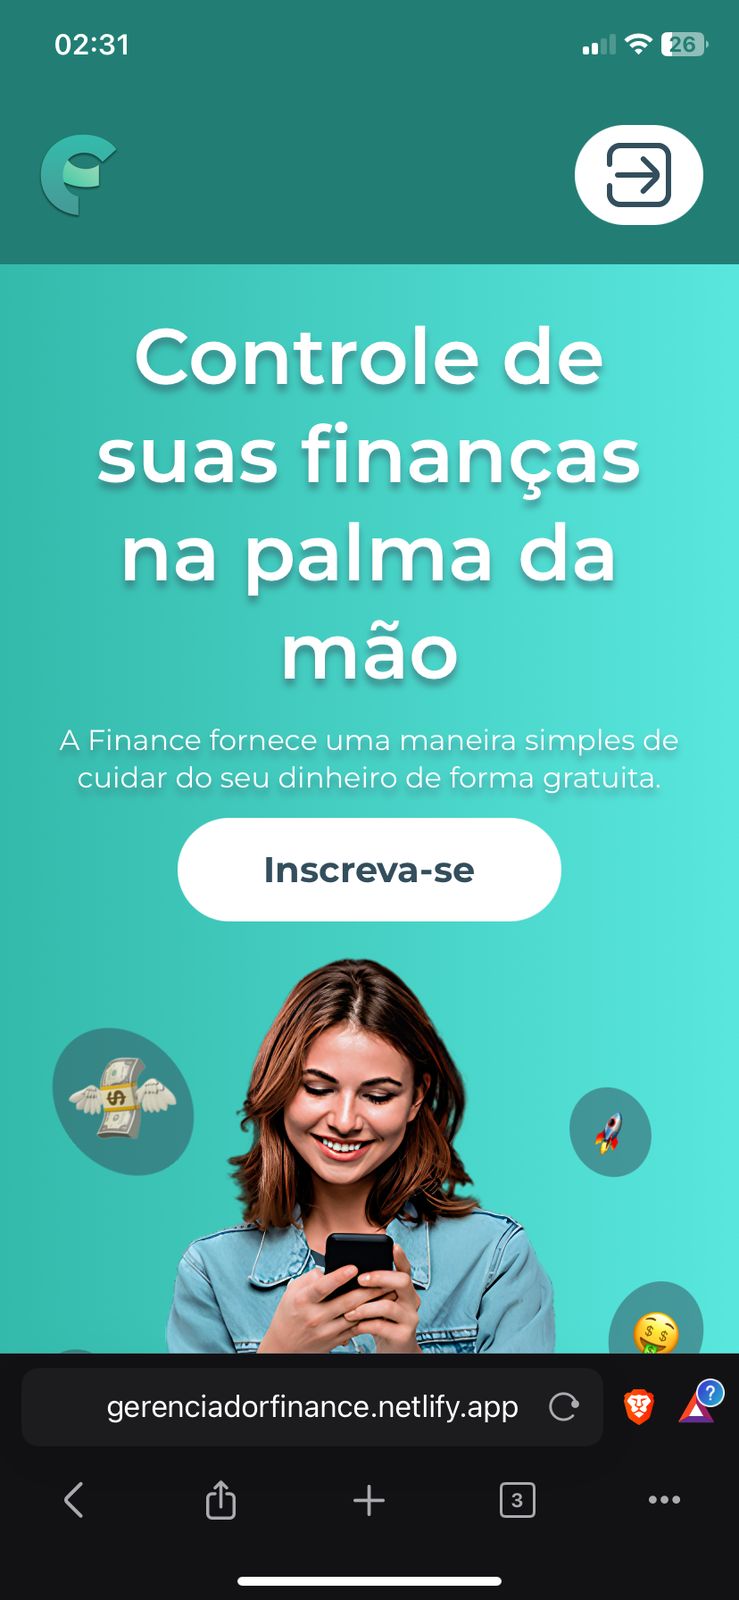 02:31
26
Controle de
suas finanças
na palma da
mão
A Finance fornece uma maneira simples de
cuidar do seu dinheiro de forma gratuita.
Inscreva-se
gerenciadorfinance.netlify.app
?
3